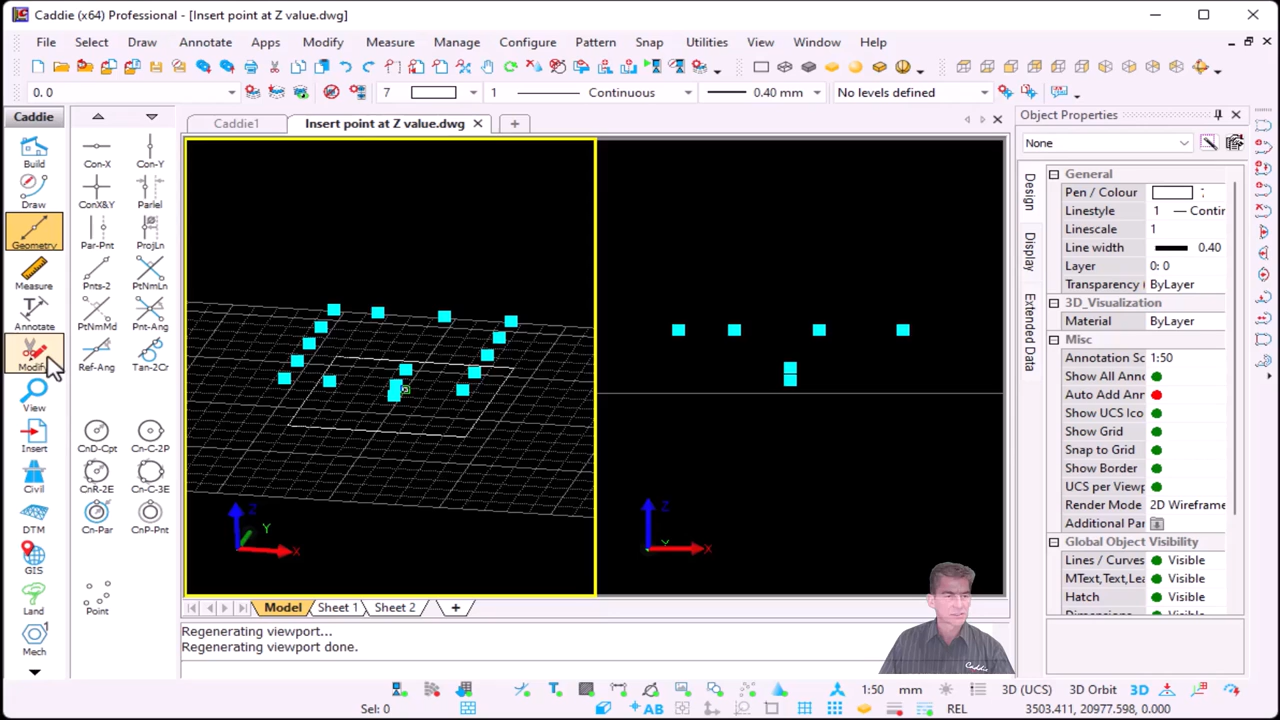 Caddie (x64) Professional - [Insert point at Z value.dwg]
File Select Draw Annotate Apps Modify Measure Manage Configure Pattern Snap Utilities View Window Help
0. 0 7 1 Continuous 0.40 mm No levels defined
Caddie
Build
Draw
Geometry
Measure
Annotate
Modify
View
Insert
Civil
DTM
GIS
Land
Mech
Con-X Con-Y
ConX&Y Parlel
Par-Pnt ProjLn
Pnts-2 PtNmLn
PtNmMd Pnt-Ang
Ref-Ang Tan-2Cr
CnD-Cpt Cn-C-2P
CnR-2E Cn-C-3E
Cn-Par CnP-Pnt
Point
Caddie1 Insert point at Z value.dwg +
Z
Y
X
Z
Y
X
Model Sheet 1 Sheet 2 +
Regenerating viewport...
Regenerating viewport done.
Object Properties
None
Design
Display
Extended Data
General
Pen / Colour
Linestyle 1 Contir
Linescale 1
Line width 0.40
Layer 0: 0
Transparency ( ByLayer
3D_Visualization
Material ByLayer
Misc
Annotation Sc 1:50
Show All Anno
Auto Add Ann
Show UCS Ico
Show Grid
Snap to Grid
Show Border
UCS per Viewp
Render Mode 2D Wireframe
Additional Par
Global Object Visibility
Lines / Curves Visible
MText,Text,Lea Visible
Hatch Visible
Caddie
Sel: 0 1:50 mm 3D (UCS) 3D Orbit 3D
AB REL 3503.411, 20977.598, 0.000